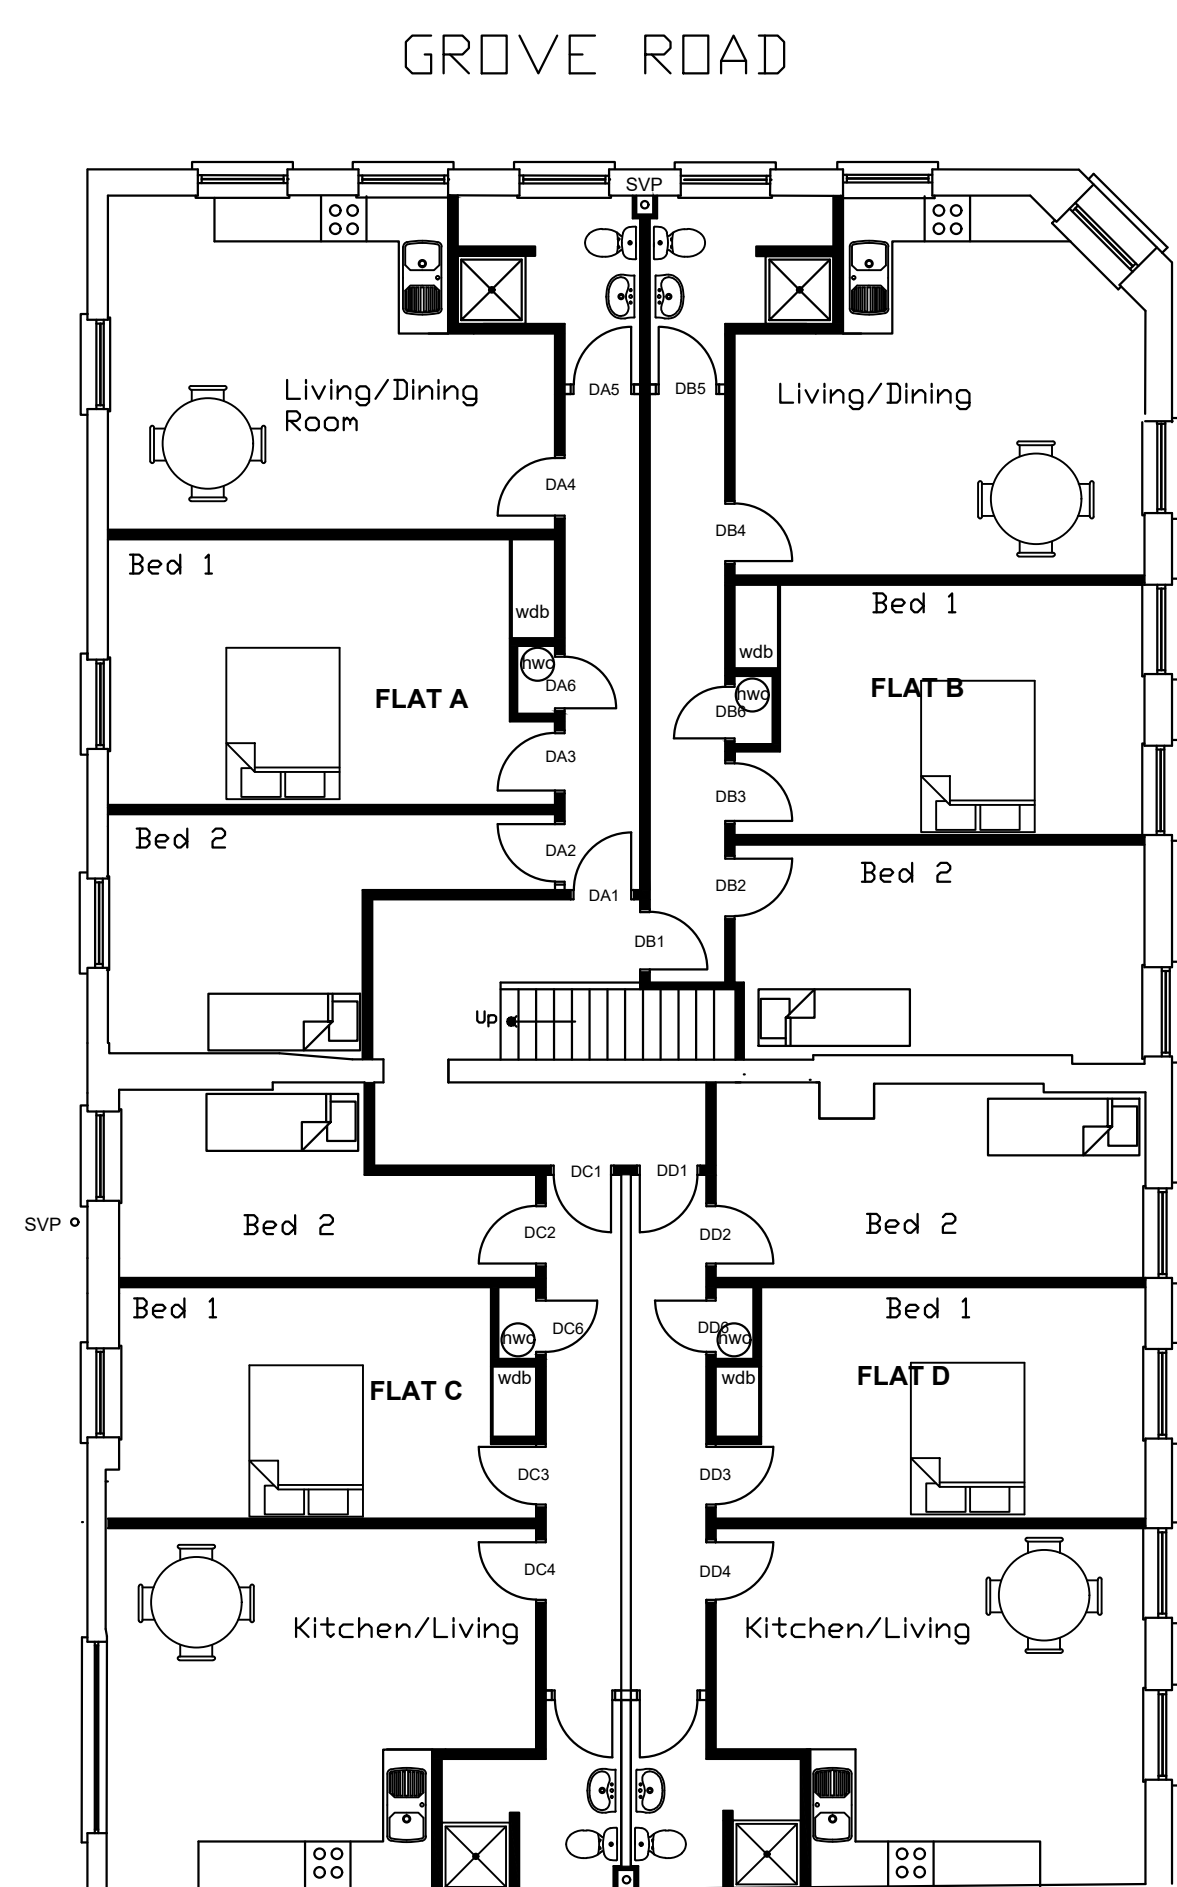 GROVE ROAD
SVP
DA5
DB5
Living/Dining
Room
Living/Dining
DA4
DB4
Bed 1
Bed 1
wdb
wdb
hwc
DA6
FLAT A
FLAT B
hwc
DB6
DA3
DB3
Bed 2
DA2
DA1
DB2
Bed 2
DB1
Up
DC1
DD1
SVP
Bed 2
DC2
DD2
Bed 2
Bed 1
Bed 1
DC6
DD6
hwc
hwc
wdb
wdb
FLAT C
FLAT D
DC3
DD3
DC4
DD4
Kitchen/Living
Kitchen/Living